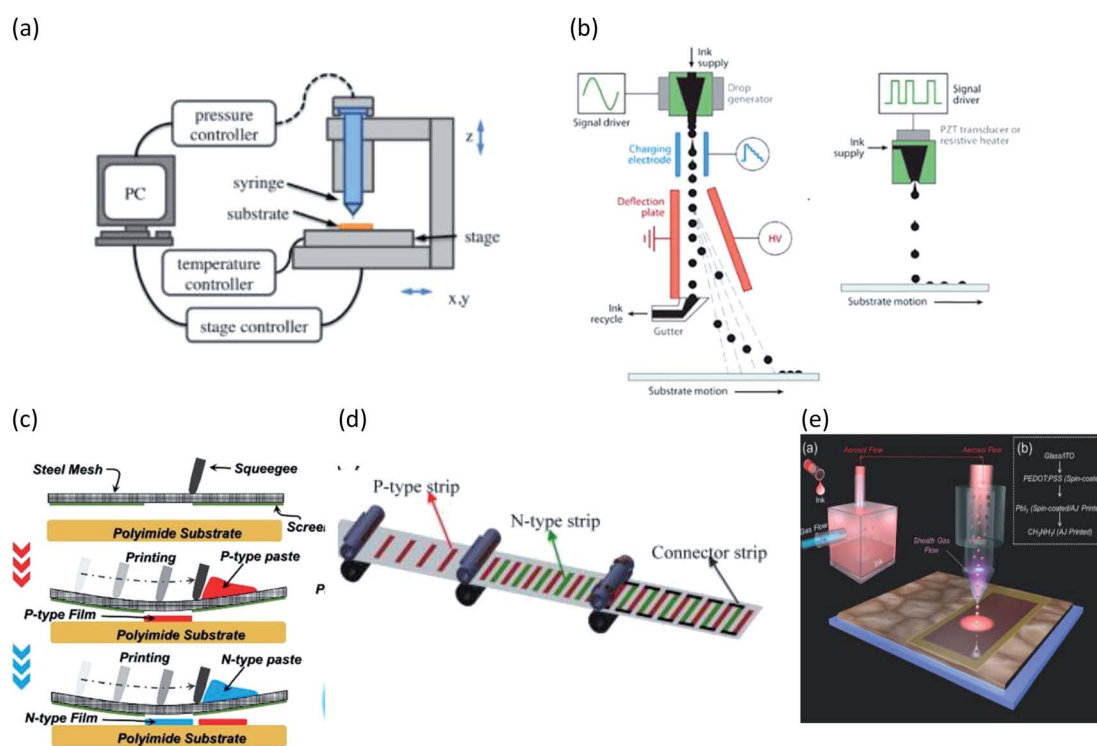 (a)
pressure
controller
z
PC
syringe
substrate
stage
temperature
controller
x,y
stage controller
(b)
Ink
supply
Signal driver
Drop
generator
Charging
electrode
Deflection
plate
HV
Ink
recycle
Gutter
Substrate motion
Signal
driver
PZT transducer or
resistive heater
Ink
supply
Substrate motion
(c)
Steel Mesh
Squeegee
Screen
Polyimide Substrate
Printing
P-type paste
P-type Film
Polyimide Substrate
Printing
N-type paste
N-type Film
Polyimide Substrate
(d)
P-type strip
N-type strip
Connector strip
(e)
(a)
Aerosol Flow
Aerosol Flow
Ink
Gas Flow
Ink
Sheath Gas
Flow
(b)
Glass/ITO
PEDOT:PSS (Spin-coate
PbI₂ (Spin-coated/AJ Printe
CH₃NH₃I (AJ Printed)